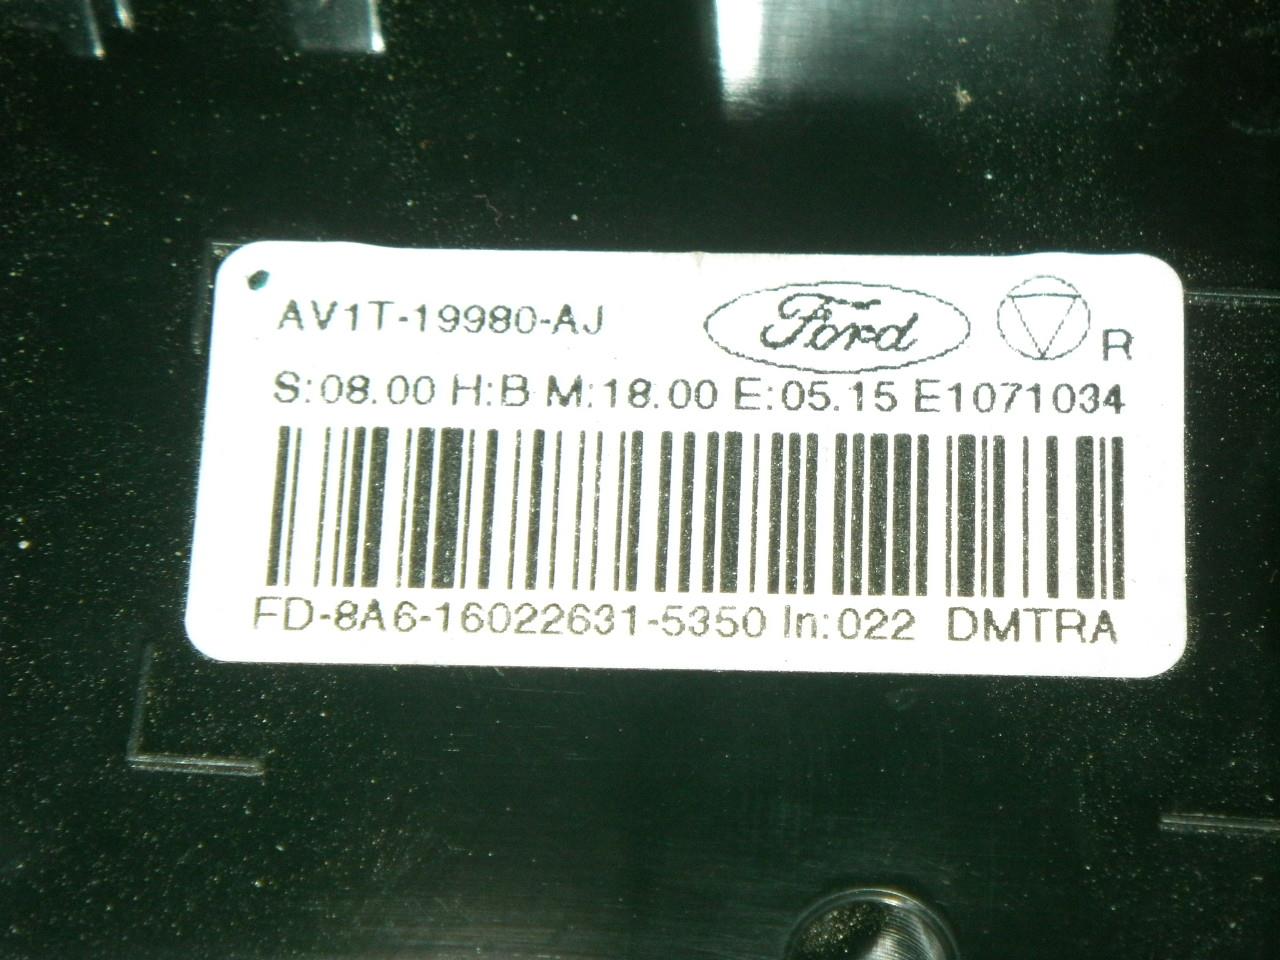 AV1T-19980-AJ Ford R
S:08.00 H:B M:18.00 E:05.15 E1071034
FD-8A6-16022631-5350 In:022 DMTRA